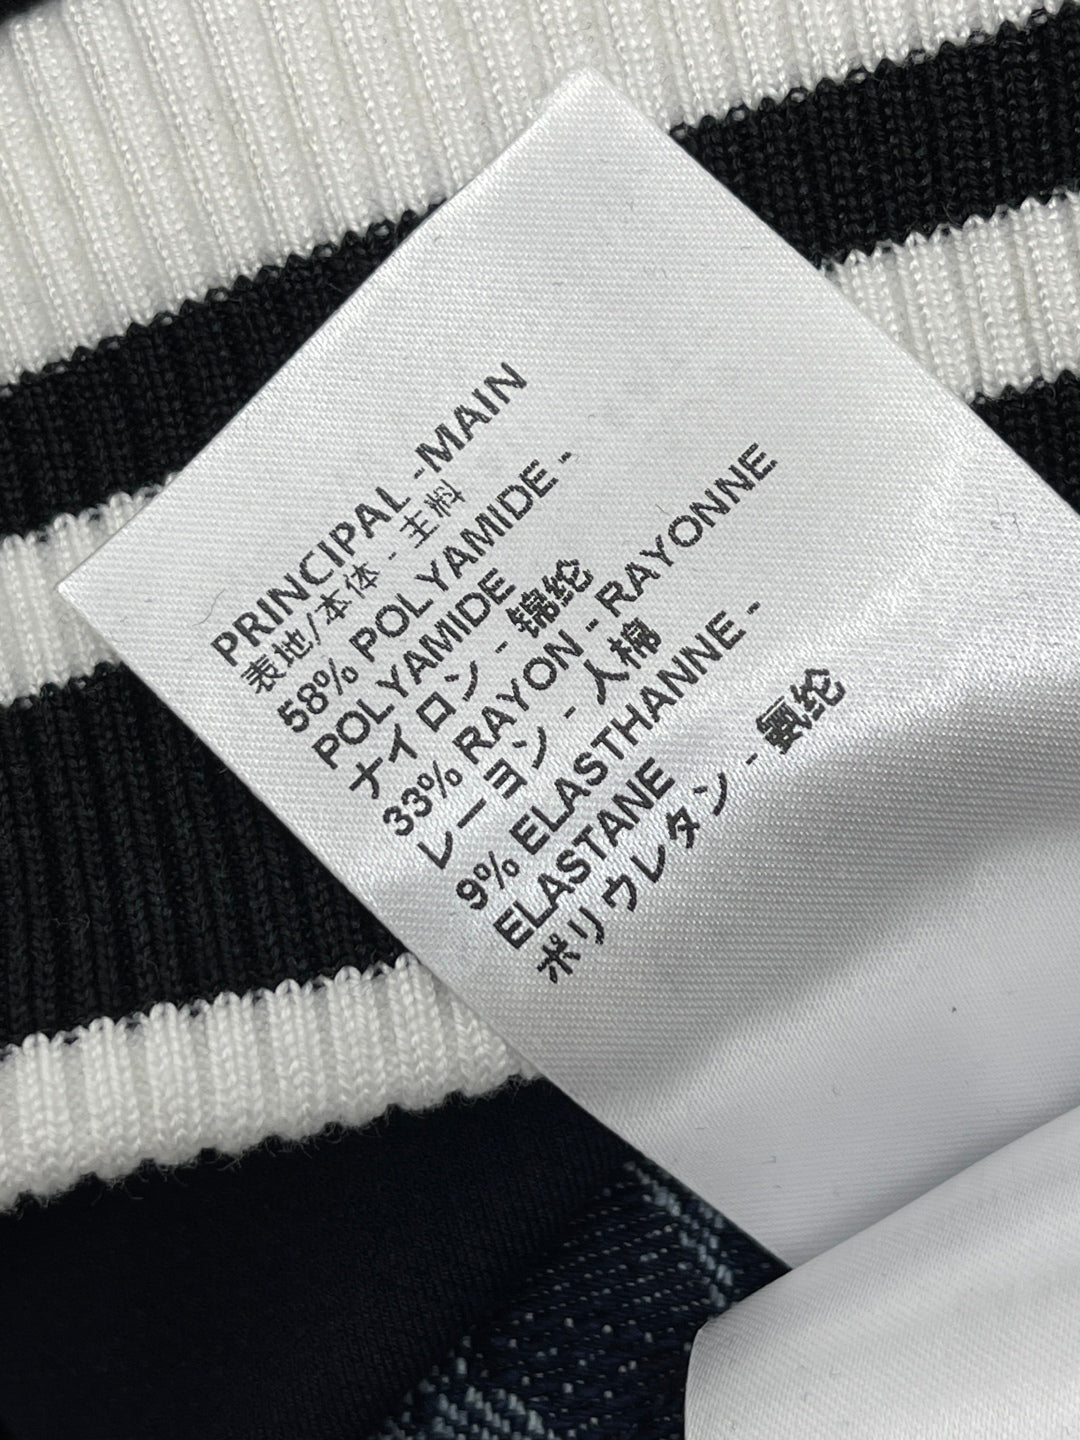 PRINCIPAL -MAIN
表地/本体 - 主料
58% POLYAMIDE -
POLYAMIDE
ナイロン - 锦纶
33% RAYON - RAYONNE
レーヨン - 人棉
9% ELASTHANNE -
ELASTANE
ポリウレタン - 氨纶